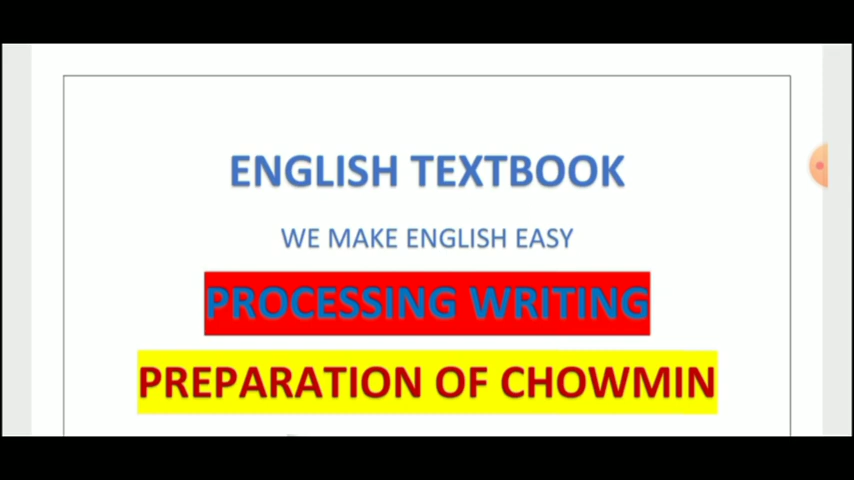 ENGLISH TEXTBOOK
WE MAKE ENGLISH EASY
PROCESSING WRITING
PREPARATION OF CHOWMIN